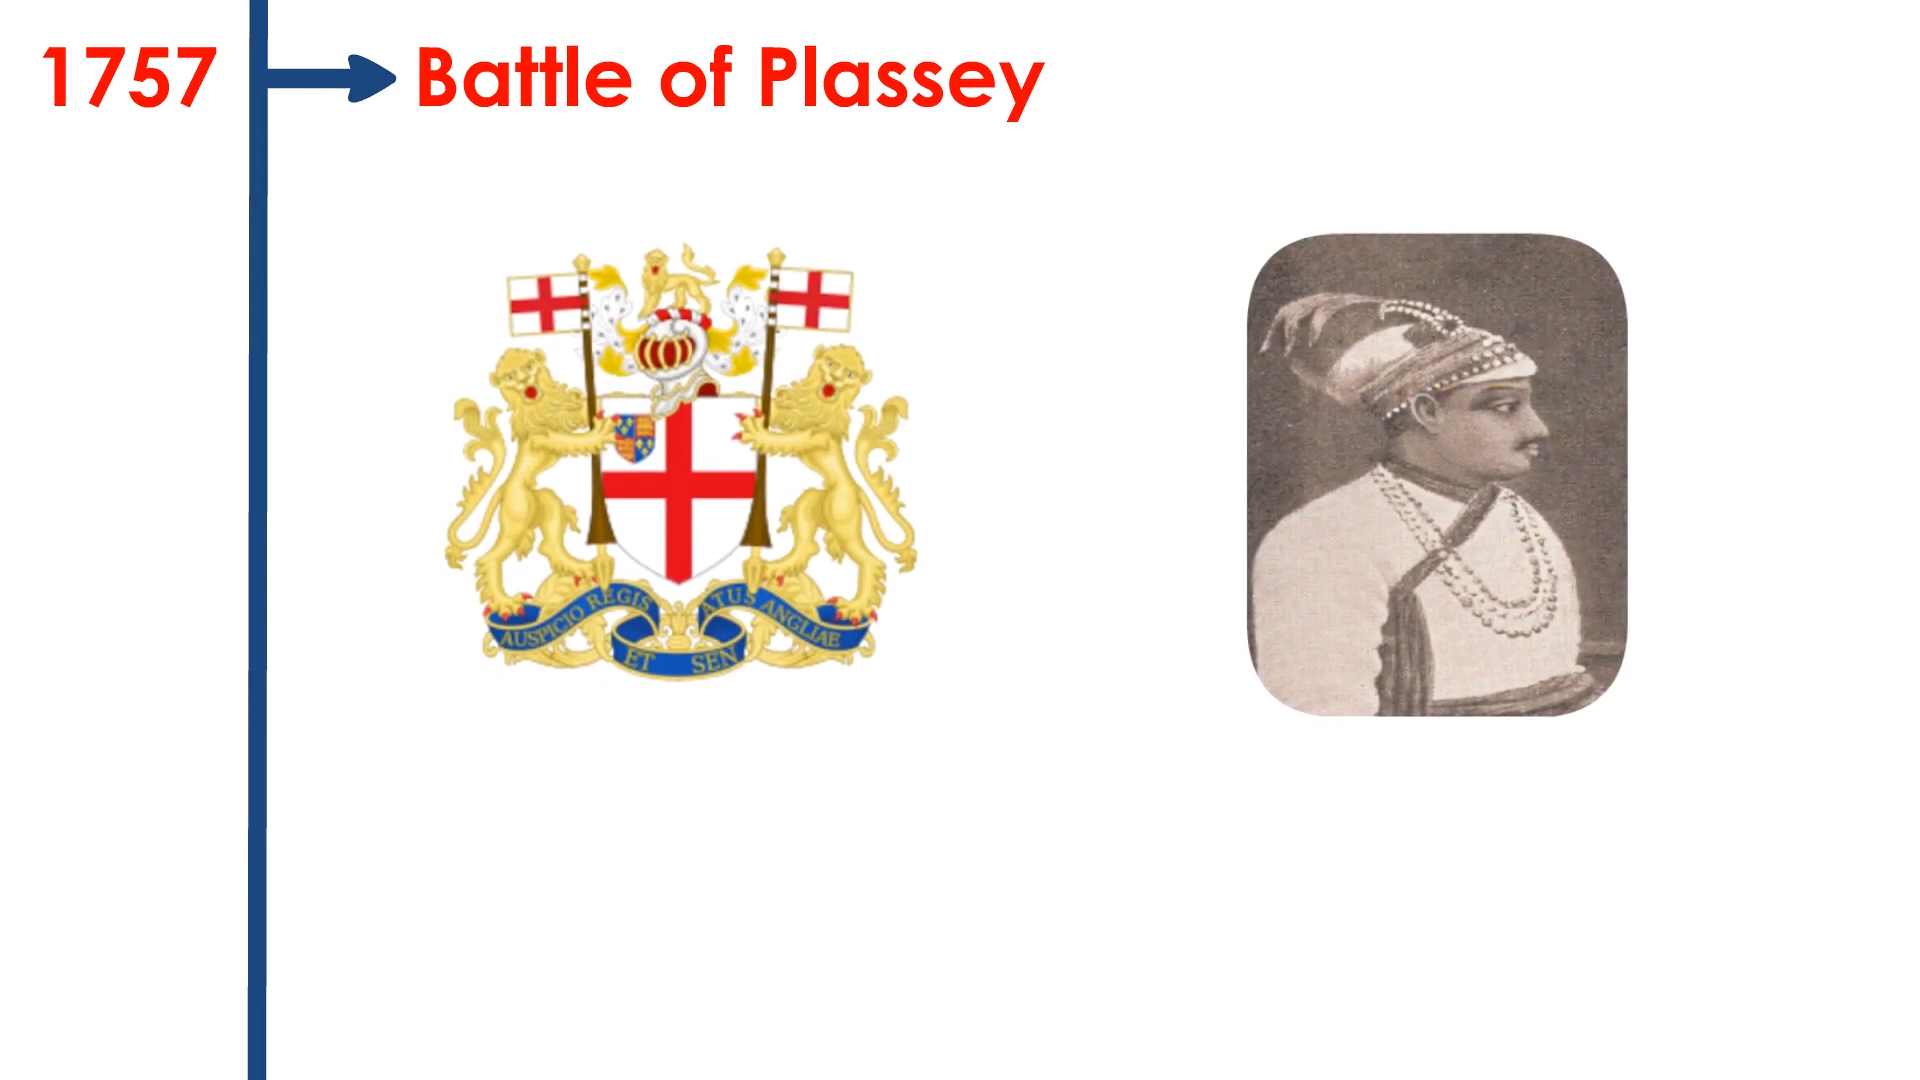 1757
Battle of Plassey
AUSPICIO REGIS
ET SEN
ATUS ANGLIAE